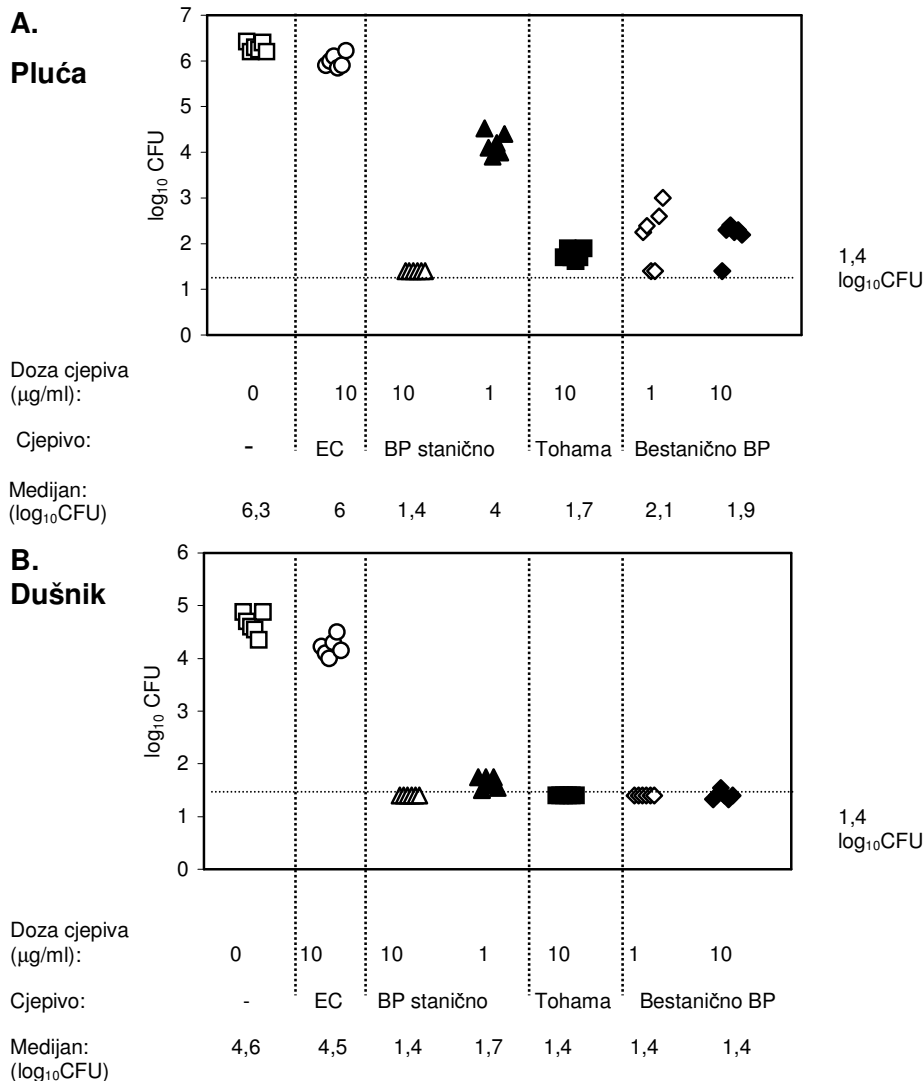 A.
Pluća
log₁₀ CFU
7
6
5
4
3
2
1
0
1,4
log₁₀CFU
Doza cjepiva
(µg/ml):
0 10 10 1 10 1 10
Cjepivo: - EC BP stanično Tohama Bestanično BP
Medijan:
(log₁₀CFU)
6,3 6 1,4 4 1,7 2,1 1,9
B.
Dušnik
log₁₀ CFU
6
5
4
3
2
1
0
1,4
log₁₀CFU
Doza cjepiva
(µg/ml):
0 10 10 1 10 1 10
Cjepivo: - EC BP stanično Tohama Bestanično BP
Medijan:
(log₁₀CFU)
4,6 4,5 1,4 1,7 1,4 1,4 1,4